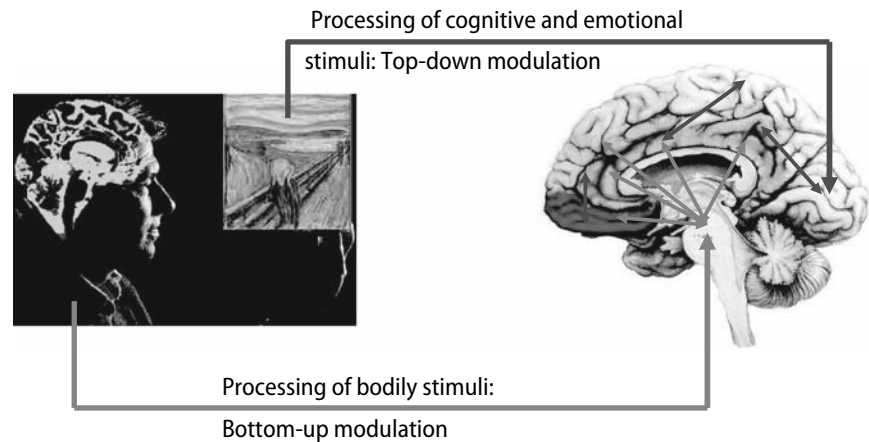 Processing of cognitive and emotional
stimuli: Top-down modulation
Processing of bodily stimuli:
Bottom-up modulation